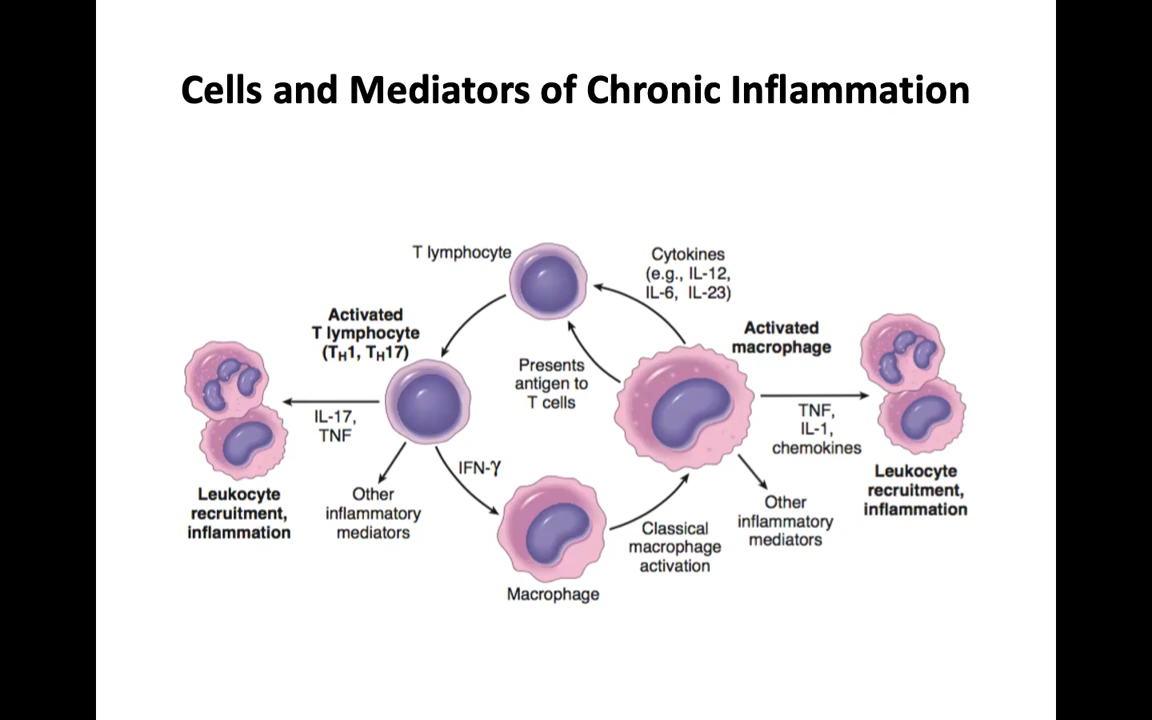 Cells and Mediators of Chronic Inflammation
T lymphocyte
Cytokines
(e.g., IL-12,
IL-6, IL-23)
Activated
T lymphocyte
(TH1, TH17)
Activated
macrophage
Presents
antigen to
T cells
IL-17,
TNF
TNF,
IL-1,
chemokines
IFN-γ
Leukocyte
recruitment,
inflammation
Other
inflammatory
mediators
Classical
macrophage
activation
Other
inflammatory
mediators
Leukocyte
recruitment,
inflammation
Macrophage